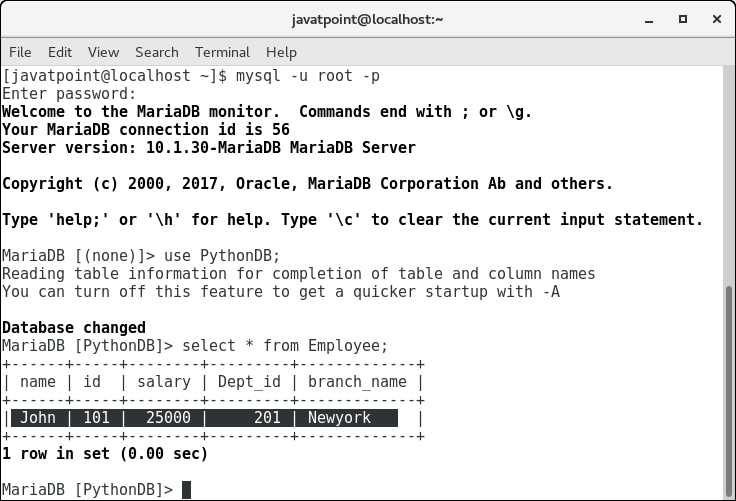 javatpoint@localhost:~
File Edit View Search Terminal Help
[javatpoint@localhost ~]$ mysql -u root -p
Enter password:
Welcome to the MariaDB monitor.  Commands end with ; or \g.
Your MariaDB connection id is 56
Server version: 10.1.30-MariaDB MariaDB Server
Copyright (c) 2000, 2017, Oracle, MariaDB Corporation Ab and others.
Type 'help;' or '\h' for help. Type '\c' to clear the current input statement.
MariaDB [(none)]> use PythonDB;
Reading table information for completion of table and column names
You can turn off this feature to get a quicker startup with -A
Database changed
MariaDB [PythonDB]> select * from Employee;
+------+-----+--------+---------+-------------+
| name | id  | salary | Dept_id | branch_name |
+------+-----+--------+---------+-------------+
| John | 101 |  25000 |     201 | Newyork     |
+------+-----+--------+---------+-------------+
1 row in set (0.00 sec)
MariaDB [PythonDB]>